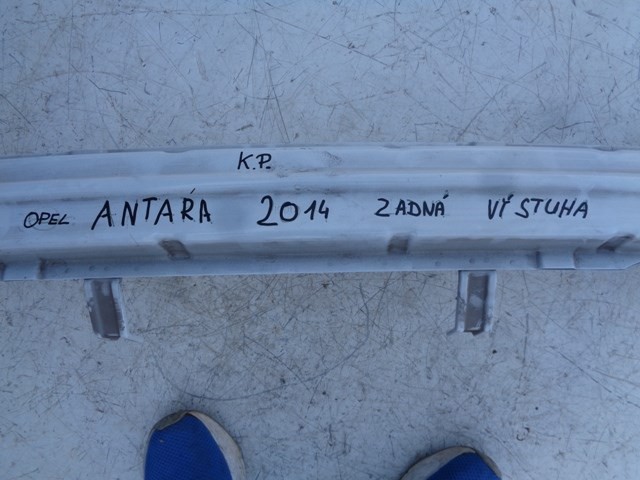 K.P.
OPEL ANTARA 2014 ZADNÁ VÝSTUHA